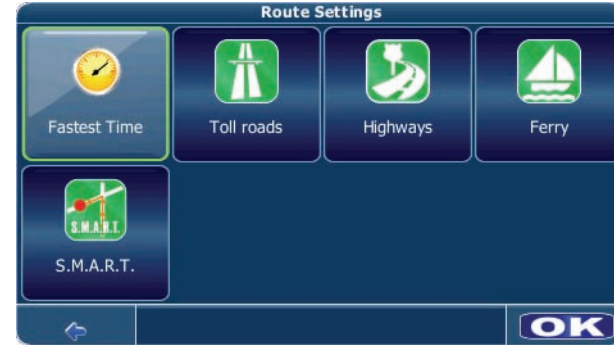 Route Settings
Fastest Time
Toll roads
Highways
Ferry
S.M.A.R.T.
S.M.A.R.T.
OK